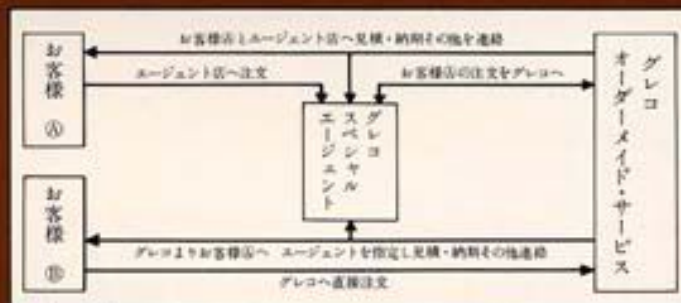 お客様Ⓐとエージェント店へ見積・納期その他を連絡
お客様 Ⓐ
エージェント店へ注文
お客様Ⓐの注文をグレコへ
グレコ
スペシャル
エージェント
グレコ
オーダーメイド・サービス
お客様 Ⓑ
グレコよりお客様Ⓑへ エージェントを指定し見積・納期その他連絡
グレコへ直接注文